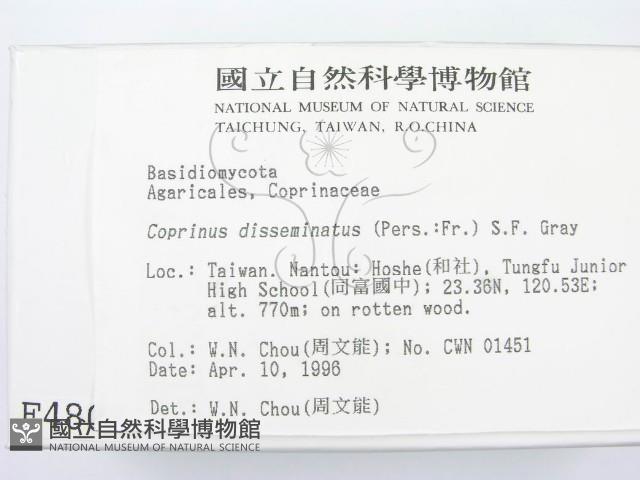 國立自然科學博物館
NATIONAL MUSEUM OF NATURAL SCIENCE
TAICHUNG, TAIWAN, R.O.CHINA
Basidiomycota
Agaricales, Coprinaceae
Coprinus disseminatus (Pers.:Fr.) S.F. Gray
Loc.: Taiwan. Nantou: Hoshe(和社), Tungfu Junior
High School(同富國中); 23.36N, 120.53E;
alt. 770m; on rotten wood.
Col.: W.N. Chou(周文能); No. CWN 01451
Date: Apr. 10, 1996
Det.: W.N. Chou(周文能)
國立自然科學博物館
NATIONAL MUSEUM OF NATURAL SCIENCE